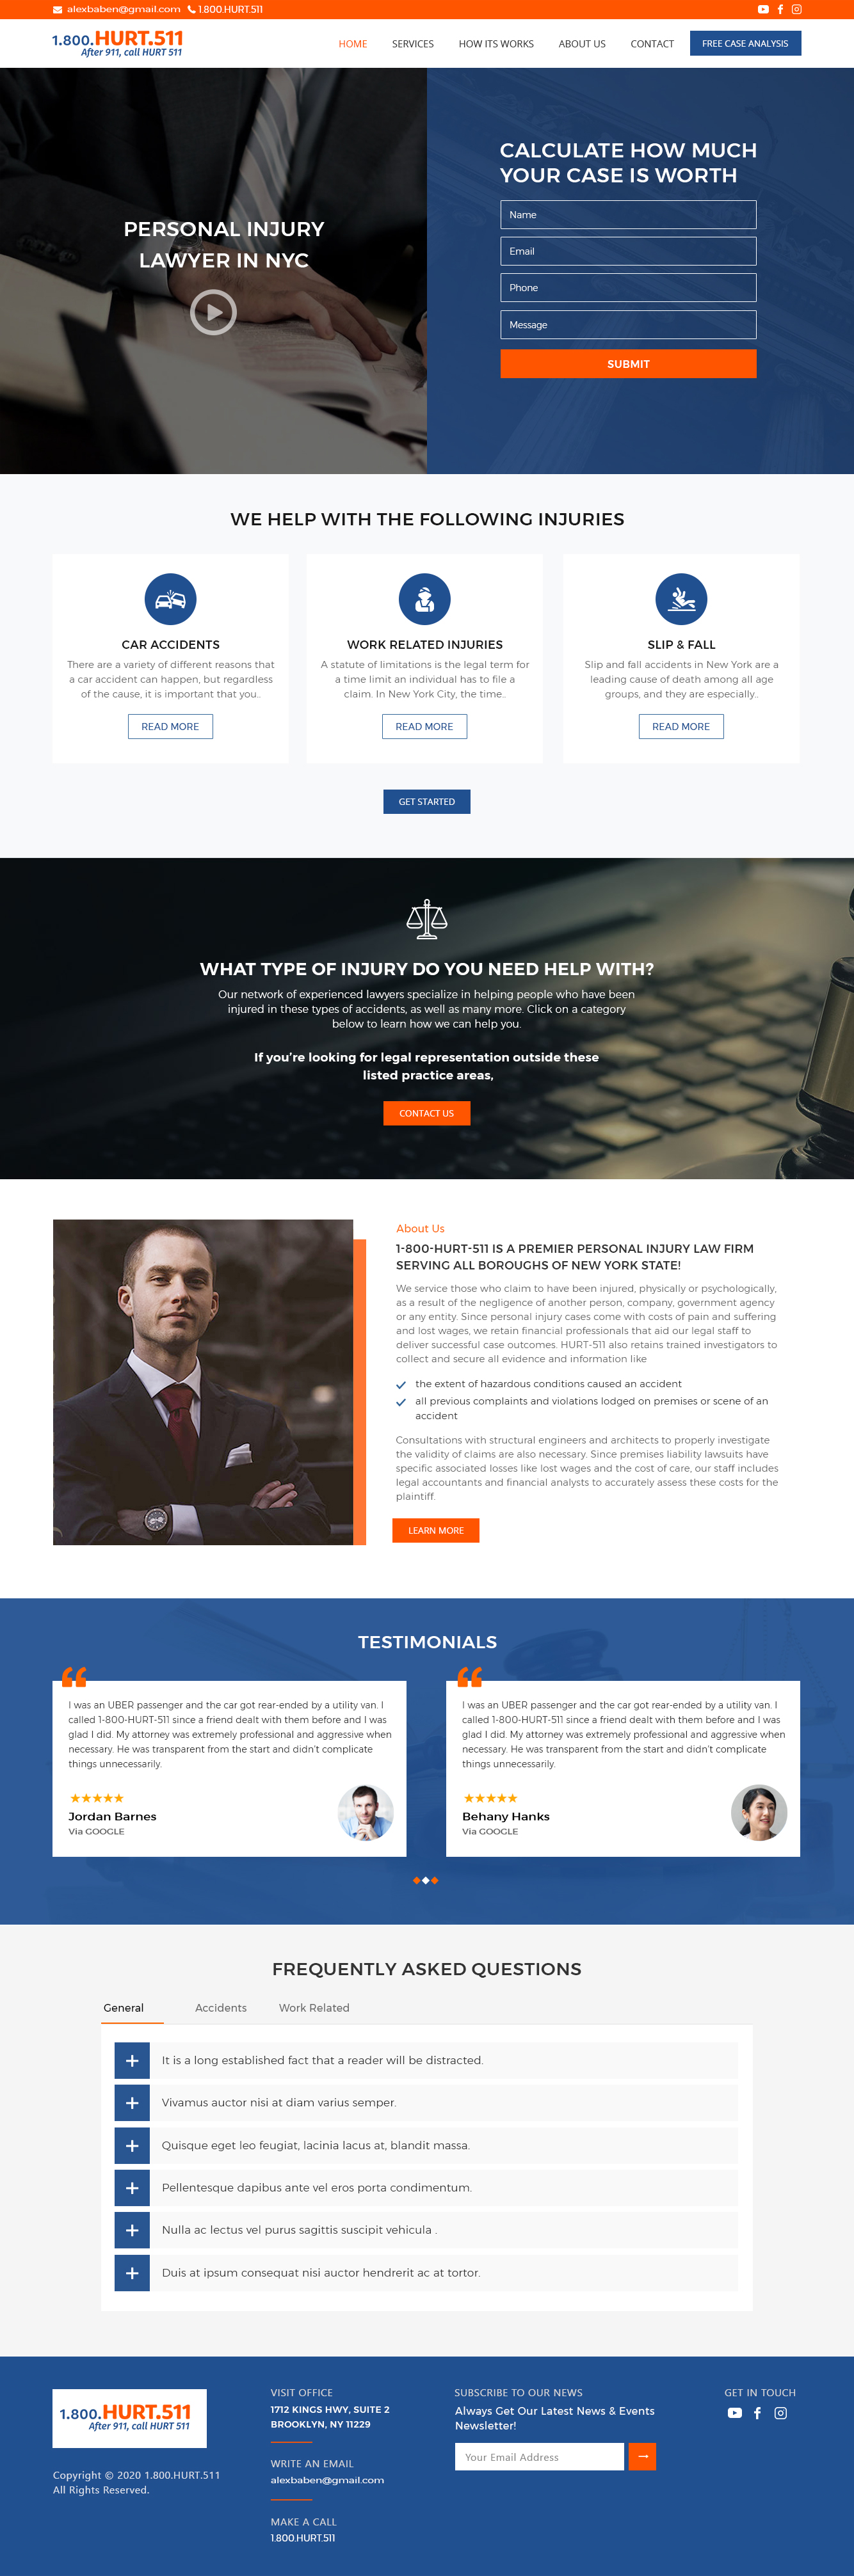 alexbaben@gmail.com 1.800.HURT.511
1.800.HURT.511
After 911, call HURT 511
HOME SERVICES HOW ITS WORKS ABOUT US CONTACT FREE CASE ANALYSIS
PERSONAL INJURY
LAWYER IN NYC
CALCULATE HOW MUCH
YOUR CASE IS WORTH
Name
Email
Phone
Message
SUBMIT
WE HELP WITH THE FOLLOWING INJURIES
CAR ACCIDENTS
There are a variety of different reasons that
a car accident can happen, but regardless
of the cause, it is important that you..
READ MORE
WORK RELATED INJURIES
A statute of limitations is the legal term for
a time limit an individual has to file a
claim. In New York City, the time..
READ MORE
SLIP & FALL
Slip and fall accidents in New York are a
leading cause of death among all age
groups, and they are especially..
READ MORE
GET STARTED
WHAT TYPE OF INJURY DO YOU NEED HELP WITH?
Our network of experienced lawyers specialize in helping people who have been
injured in these types of accidents, as well as many more. Click on a category
below to learn how we can help you.
If you're looking for legal representation outside these
listed practice areas,
CONTACT US
About Us
1-800-HURT-511 IS A PREMIER PERSONAL INJURY LAW FIRM
SERVING ALL BOROUGHS OF NEW YORK STATE!
We service those who claim to have been injured, physically or psychologically,
as a result of the negligence of another person, company, government agency
or any entity. Since personal injury cases come with costs of pain and suffering
and lost wages, we retain financial professionals that aid our legal staff to
deliver successful case outcomes. HURT-511 also retains trained investigators to
collect and secure all evidence and information like
the extent of hazardous conditions caused an accident
all previous complaints and violations lodged on premises or scene of an
accident
Consultations with structural engineers and architects to properly investigate
the validity of claims are also necessary. Since premises liability lawsuits have
specific associated losses like lost wages and the cost of care, our staff includes
legal accountants and financial analysts to accurately assess these costs for the
plaintiff.
LEARN MORE
TESTIMONIALS
I was an UBER passenger and the car got rear-ended by a utility van. I
called 1-800-HURT-511 since a friend dealt with them before and I was
glad I did. My attorney was extremely professional and aggressive when
necessary. He was transparent from the start and didn't complicate
things unnecessarily.
Jordan Barnes
Via GOOGLE
I was an UBER passenger and the car got rear-ended by a utility van. I
called 1-800-HURT-511 since a friend dealt with them before and I was
glad I did. My attorney was extremely professional and aggressive when
necessary. He was transparent from the start and didn't complicate
things unnecessarily.
Behany Hanks
Via GOOGLE
FREQUENTLY ASKED QUESTIONS
General Accidents Work Related
It is a long established fact that a reader will be distracted.
Vivamus auctor nisi at diam varius semper.
Quisque eget leo feugiat, lacinia lacus at, blandit massa.
Pellentesque dapibus ante vel eros porta condimentum.
Nulla ac lectus vel purus sagittis suscipit vehicula .
Duis at ipsum consequat nisi auctor hendrerit ac at tortor.
1.800.HURT.511
After 911, call HURT 511
Copyright © 2020 1.800.HURT.511
All Rights Reserved.
VISIT OFFICE
1712 KINGS HWY, SUITE 2
BROOKLYN, NY 11229
WRITE AN EMAIL
alexbaben@gmail.com
MAKE A CALL
1.800.HURT.511
SUBSCRIBE TO OUR NEWS
Always Get Our Latest News & Events
Newsletter!
Your Email Address
GET IN TOUCH